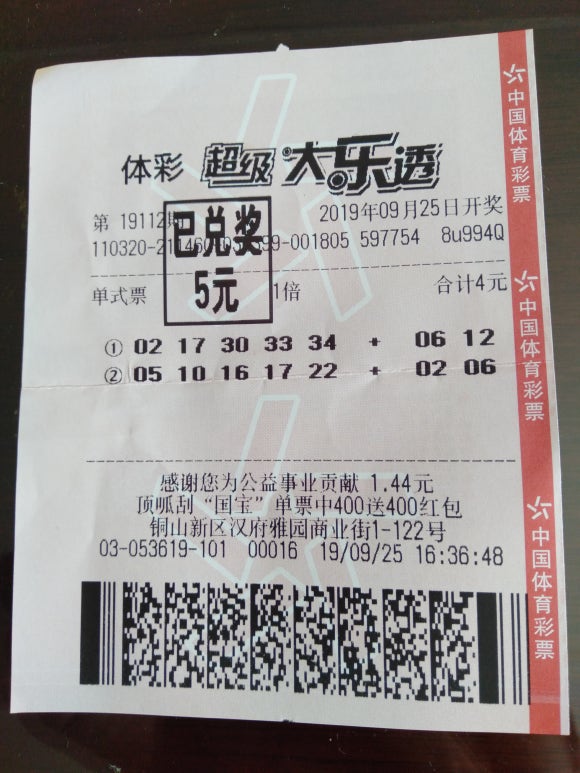 体彩 超级大乐透
第 19112期 2019年09月25日开奖
110320-211460- 99-001805 597754 8u994Q
已兑奖
5元
单式票 1倍 合计4元
① 02 17 30 33 34 + 06 12
② 05 10 16 17 22 + 02 06
感谢您为公益事业贡献 1.44元
顶呱刮“国宝”单票中400送400红包
铜山新区汉府雅园商业街1-122号
03-053619-101 00016 19/09/25 16:36:48
中国体育彩票
中国体育彩票
中国体育彩票